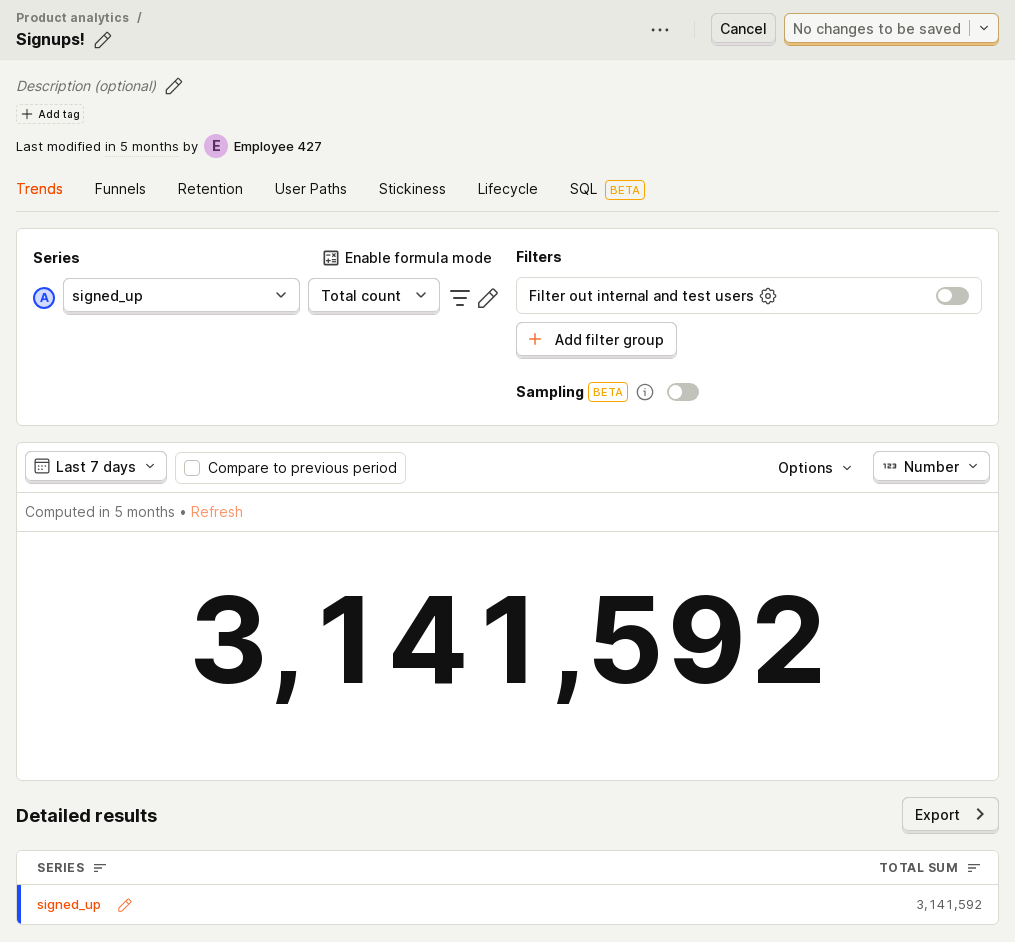 Product analytics /
Signups!
Cancel
No changes to be saved
Description (optional)
Add tag
Last modified in 5 months by E Employee 427
Trends Funnels Retention User Paths Stickiness Lifecycle SQL BETA
Series
Enable formula mode
A signed_up Total count
Filters
Filter out internal and test users
Add filter group
Sampling BETA
Last 7 days Compare to previous period Options 123 Number
Computed in 5 months • Refresh
3,141,592
Detailed results
Export
SERIES TOTAL SUM
signed_up 3,141,592